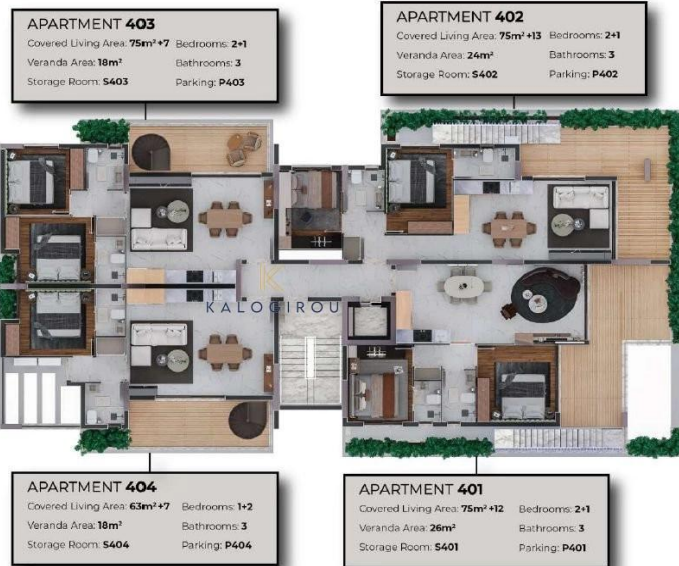 APARTMENT 403
Covered Living Area: 75m²+7 Bedrooms: 2+1
Veranda Area: 18m² Bathrooms: 3
Storage Room: S403 Parking: P403
APARTMENT 402
Covered Living Area: 75m²+13 Bedrooms: 2+1
Veranda Area: 24m² Bathrooms: 3
Storage Room: S402 Parking: P402
K
KALOGIROU
APARTMENT 404
Covered Living Area: 63m²+7 Bedrooms: 1+2
Veranda Area: 18m² Bathrooms: 3
Storage Room: S404 Parking: P404
APARTMENT 401
Covered Living Area: 75m²+12 Bedrooms: 2+1
Veranda Area: 26m² Bathrooms: 3
Storage Room: S401 Parking: P401